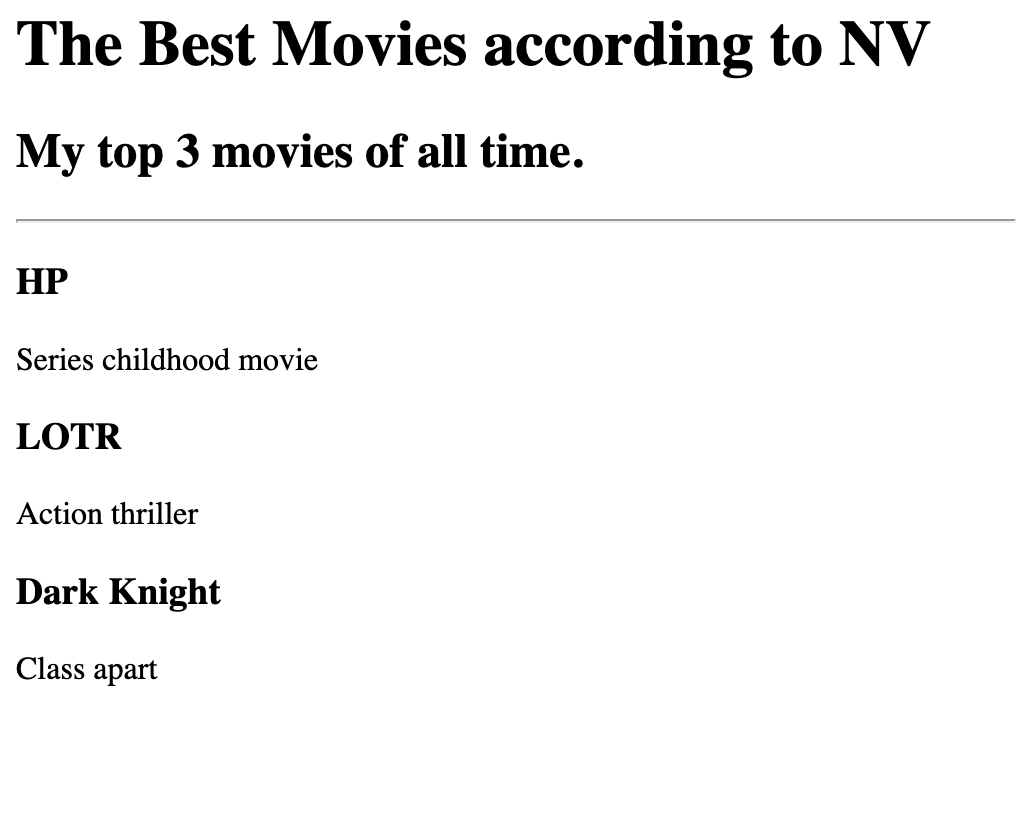 The Best Movies according to NV
My top 3 movies of all time.
HP
Series childhood movie
LOTR
Action thriller
Dark Knight
Class apart